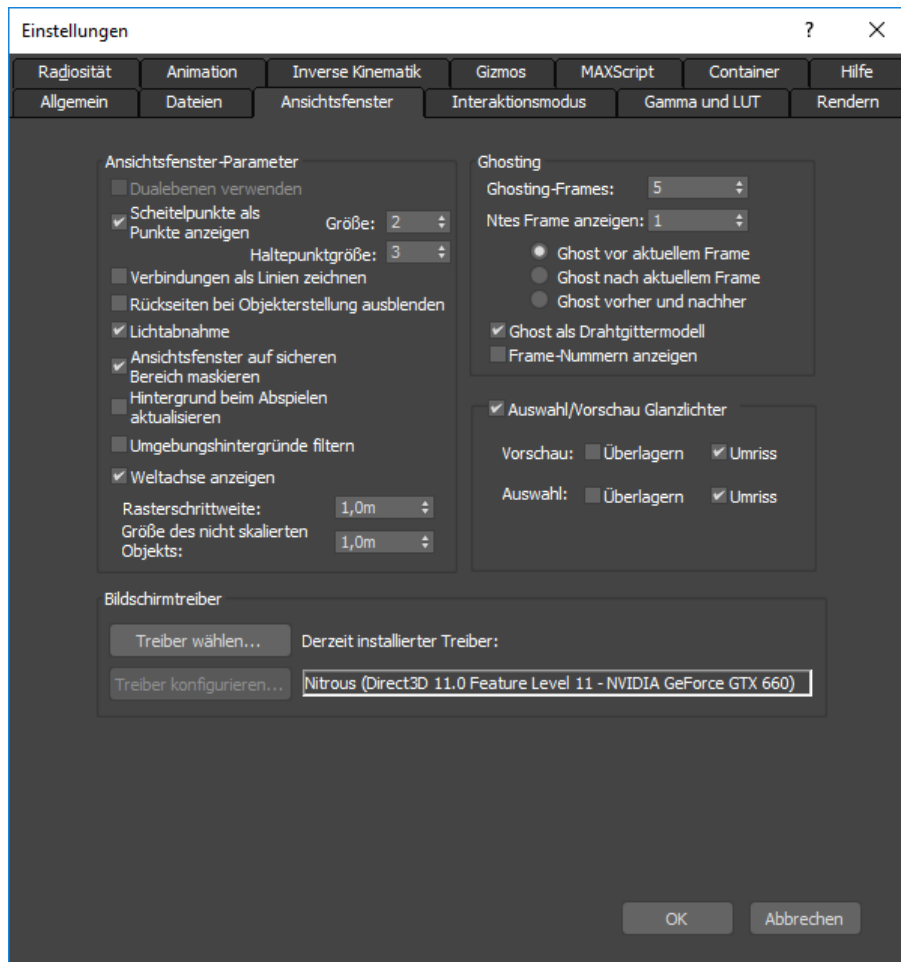 Einstellungen
?
Radiosität Animation Inverse Kinematik Gizmos MAXScript Container Hilfe
Allgemein Dateien Ansichtsfenster Interaktionsmodus Gamma und LUT Rendern
Ansichtsfenster-Parameter
Dualebenen verwenden
Scheitelpunkte als
Punkte anzeigen
Größe: 2
Haltepunktgröße: 3
Verbindungen als Linien zeichnen
Rückseiten bei Objekterstellung ausblenden
Lichtabnahme
Ansichtsfenster auf sicheren
Bereich maskieren
Hintergrund beim Abspielen
aktualisieren
Umgebungshintergründe filtern
Weltachse anzeigen
Rasterschrittweite: 1,0m
Größe des nicht skalierten
Objekts: 1,0m
Ghosting
Ghosting-Frames: 5
Ntes Frame anzeigen: 1
Ghost vor aktuellem Frame
Ghost nach aktuellem Frame
Ghost vorher und nachher
Ghost als Drahtgittermodell
Frame-Nummern anzeigen
Auswahl/Vorschau Glanzlichter
Vorschau: Überlagern Umriss
Auswahl: Überlagern Umriss
Bildschirmtreiber
Treiber wählen... Derzeit installierter Treiber:
Treiber konfigurieren... Nitrous (Direct3D 11.0 Feature Level 11 - NVIDIA GeForce GTX 660)
OK Abbrechen